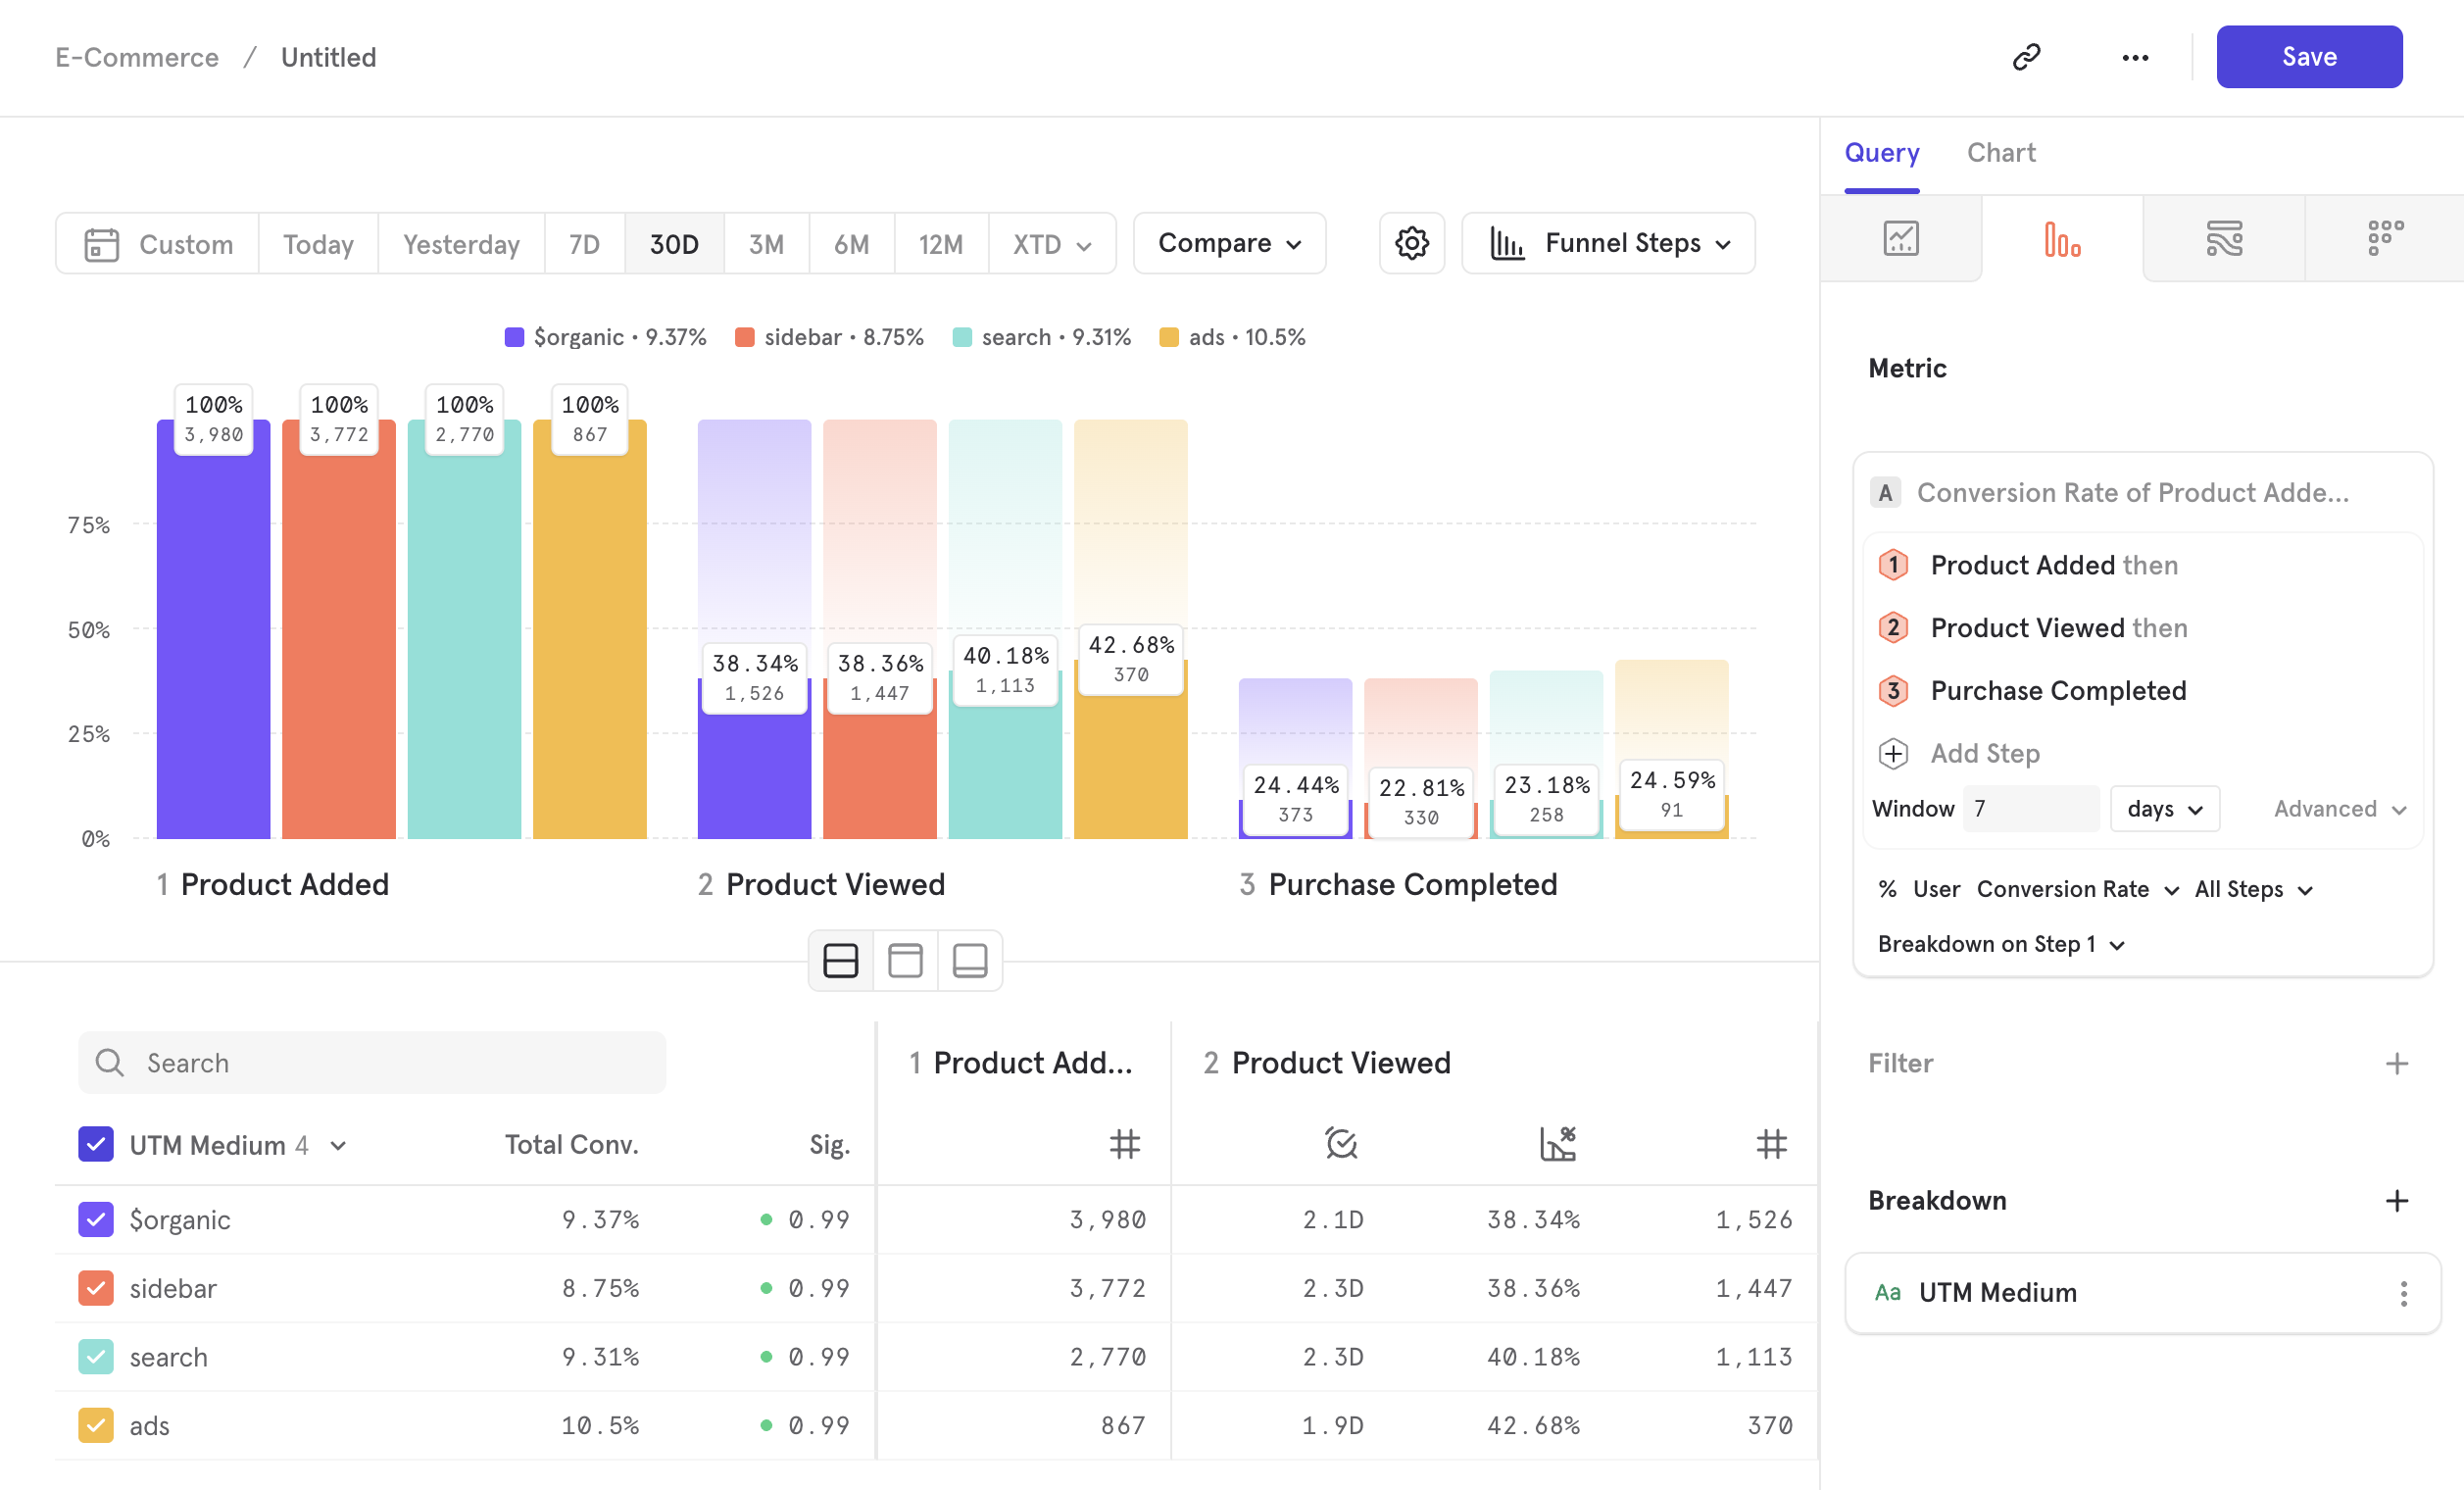 E-Commerce / Untitled
Save
Query Chart
Custom Today Yesterday 7D 30D 3M 6M 12M XTD
Compare
Funnel Steps
$organic • 9.37% sidebar • 8.75% search • 9.31% ads • 10.5%
100% 100% 100% 100%
3,980 3,772 2,770 867
75%
50%
25%
0%
38.34% 38.36% 40.18% 42.68%
1,526 1,447 1,113 370
24.44% 22.81% 23.18% 24.59%
373 330 258 91
1 Product Added 2 Product Viewed 3 Purchase Completed
Search
1 Product Add... 2 Product Viewed
UTM Medium 4 Total Conv. Sig.
$organic 9.37% 0.99 3,980 2.1D 38.34% 1,526
sidebar 8.75% 0.99 3,772 2.3D 38.36% 1,447
search 9.31% 0.99 2,770 2.3D 40.18% 1,113
ads 10.5% 0.99 867 1.9D 42.68% 370
Metric
A Conversion Rate of Product Adde...
1 Product Added then
2 Product Viewed then
3 Purchase Completed
Add Step
Window 7 days Advanced
% User Conversion Rate All Steps
Breakdown on Step 1
Filter
Breakdown
Aa UTM Medium